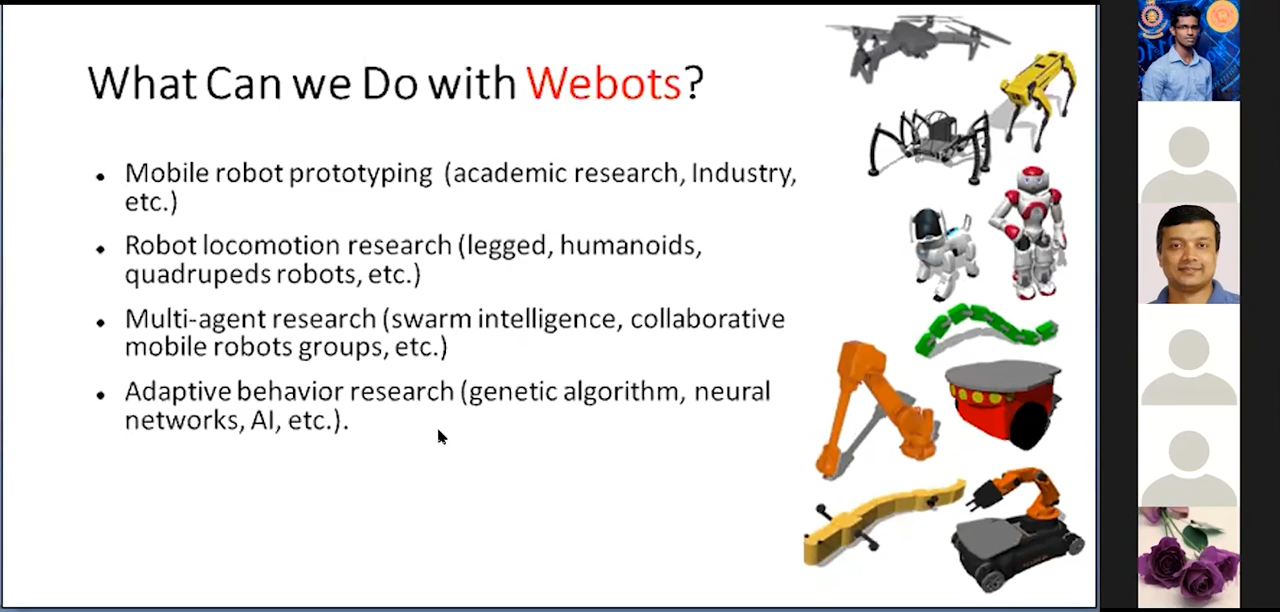 What Can we Do with Webots?
• Mobile robot prototyping (academic research, Industry,
etc.)
• Robot locomotion research (legged, humanoids,
quadrupeds robots, etc.)
• Multi-agent research (swarm intelligence, collaborative
mobile robots groups, etc.)
• Adaptive behavior research (genetic algorithm, neural
networks, AI, etc.).